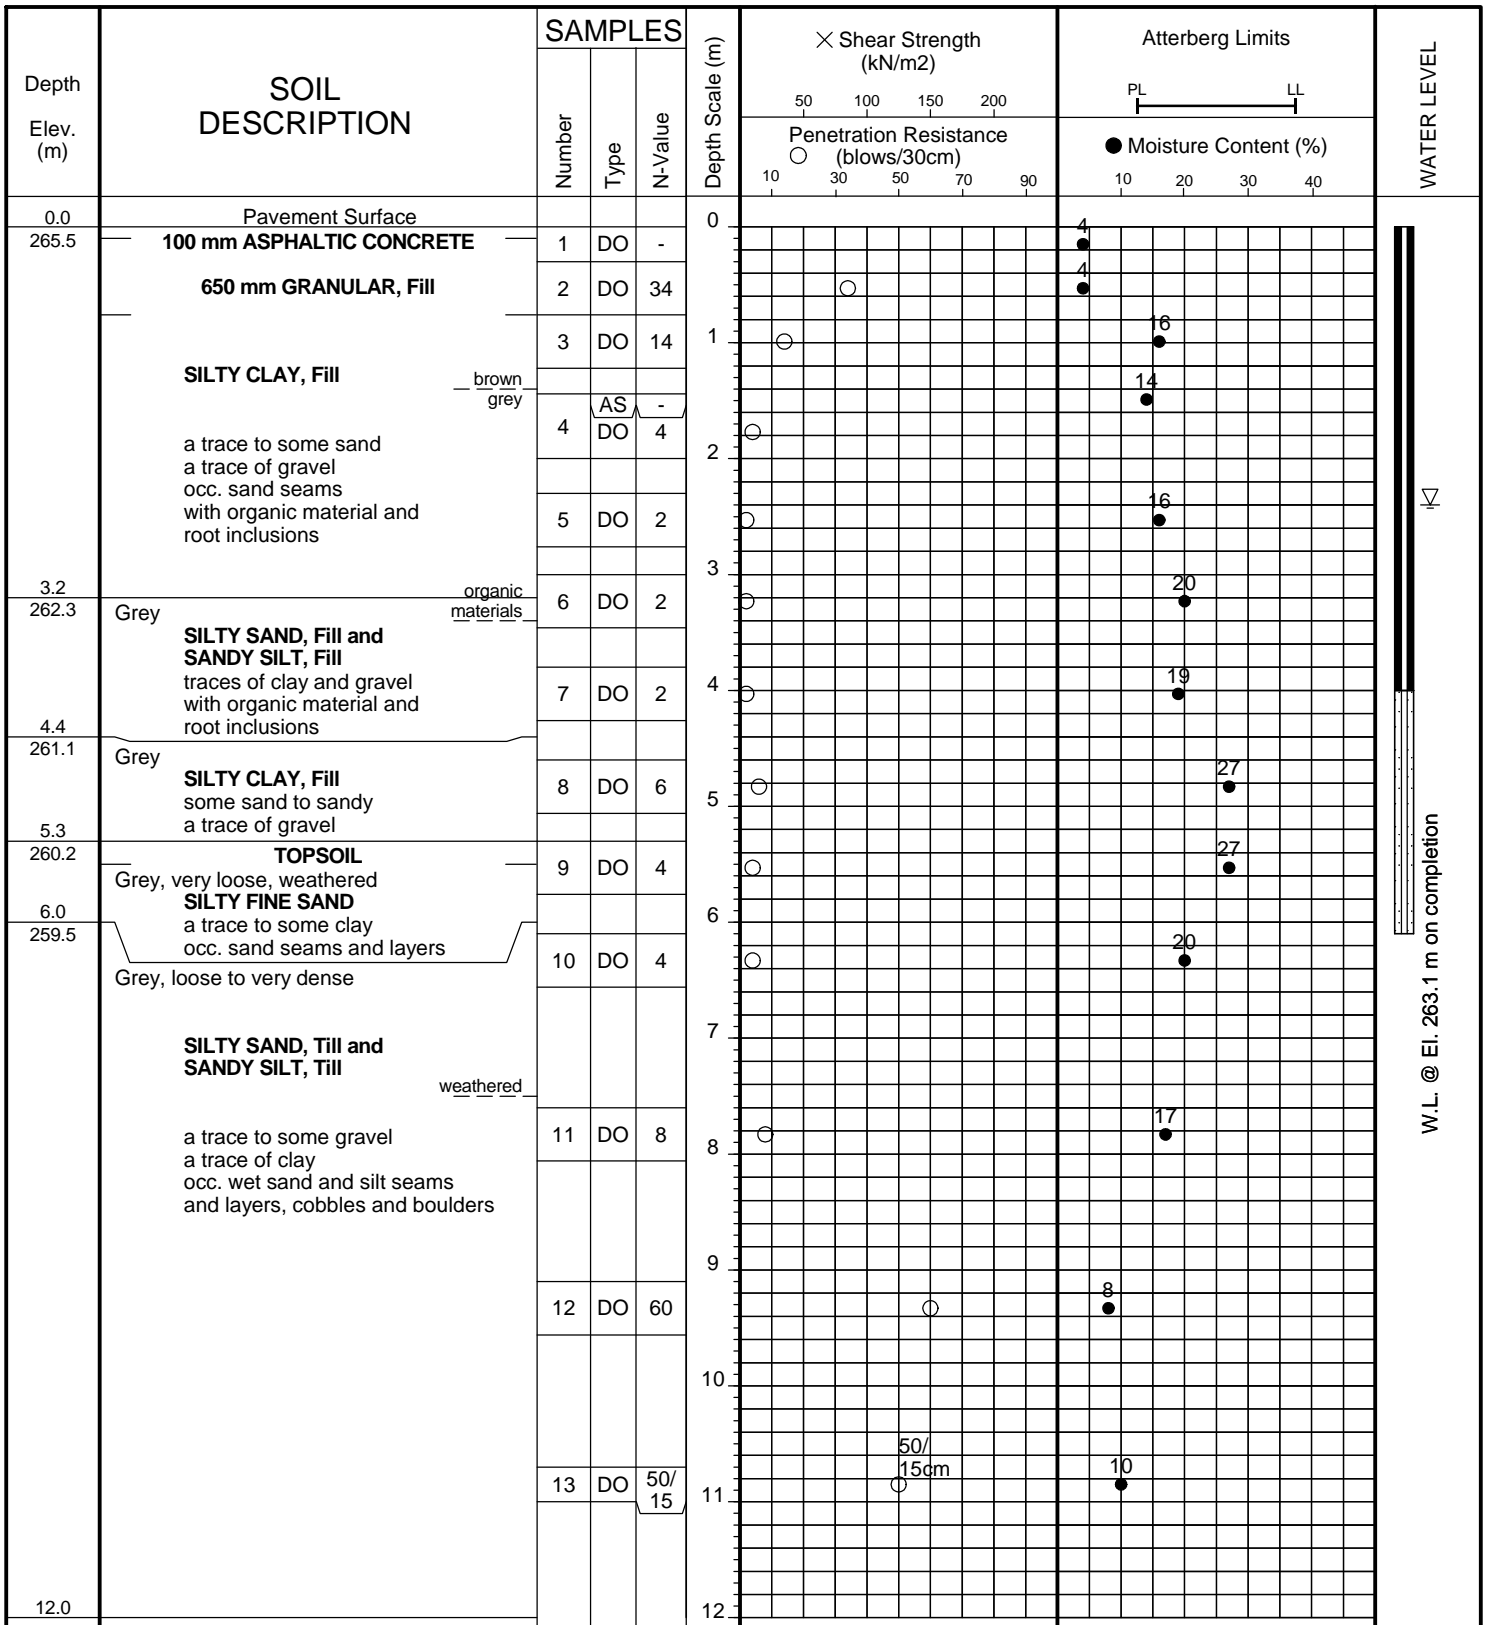 SAMPLES
Depth
Elev.
(m)
SOIL
DESCRIPTION
Number
Type
N-Value
Depth Scale (m)
× Shear Strength
(kN/m2)
50 100 150 200
Penetration Resistance
(blows/30cm)
10 30 50 70 90
Atterberg Limits
PL LL
Moisture Content (%)
10 20 30 40
WATER LEVEL
0.0 Pavement Surface 0
265.5 100 mm ASPHALTIC CONCRETE 1 DO - 4
650 mm GRANULAR, Fill 2 DO 34 4
3 DO 14 1 16
SILTY CLAY, Fill
brown
grey
14
AS -
4 DO 4
a trace to some sand
a trace of gravel
occ. sand seams
with organic material and
root inclusions
2
5 DO 2 16
3
3.2
262.3
organic
materials
6 DO 2 20
Grey
SILTY SAND, Fill and
SANDY SILT, Fill
traces of clay and gravel
with organic material and
root inclusions
7 DO 2 4 19
4.4
261.1
Grey
SILTY CLAY, Fill
some sand to sandy
a trace of gravel
8 DO 6 27
5
5.3
260.2
TOPSOIL
9 DO 4 27
Grey, very loose, weathered
SILTY FINE SAND
a trace to some clay
occ. sand seams and layers
6.0
259.5
6
10 DO 4 20
Grey, loose to very dense
7
SILTY SAND, Till and
SANDY SILT, Till
weathered
11 DO 8 17
8
a trace to some gravel
a trace of clay
occ. wet sand and silt seams
and layers, cobbles and boulders
9
12 DO 60 8
10
50/
15cm
13 DO 50/
15
10
11
12.0 12
W.L. @ El. 263.1 m on completion